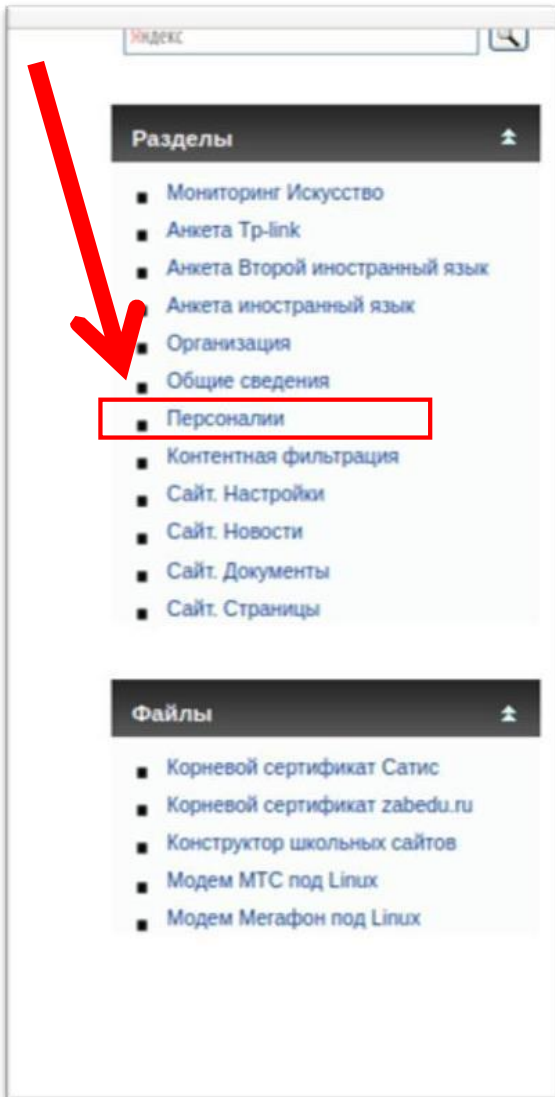 Яндекс
Разделы
Мониторинг Искусство
Анкета Tp-link
Анкета Второй иностранный язык
Анкета иностранный язык
Организация
Общие сведения
Персоналии
Контентная фильтрация
Сайт. Настройки
Сайт. Новости
Сайт. Документы
Сайт. Страницы
Файлы
Корневой сертификат Сатис
Корневой сертификат zabedu.ru
Конструктор школьных сайтов
Модем МТС под Linux
Модем Мегафон под Linux